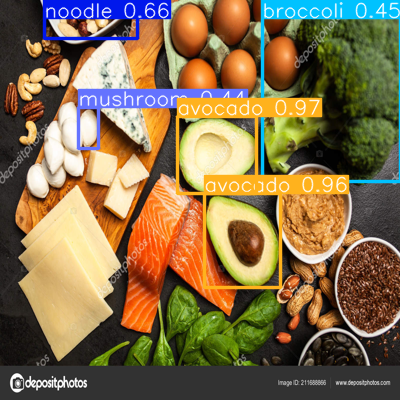 noodle 0.66
broccoli 0.45
mushroom 0.44
avocado 0.97
avocado 0.96
depositphotos
Image ID: 211688866 www.depositphotos.com